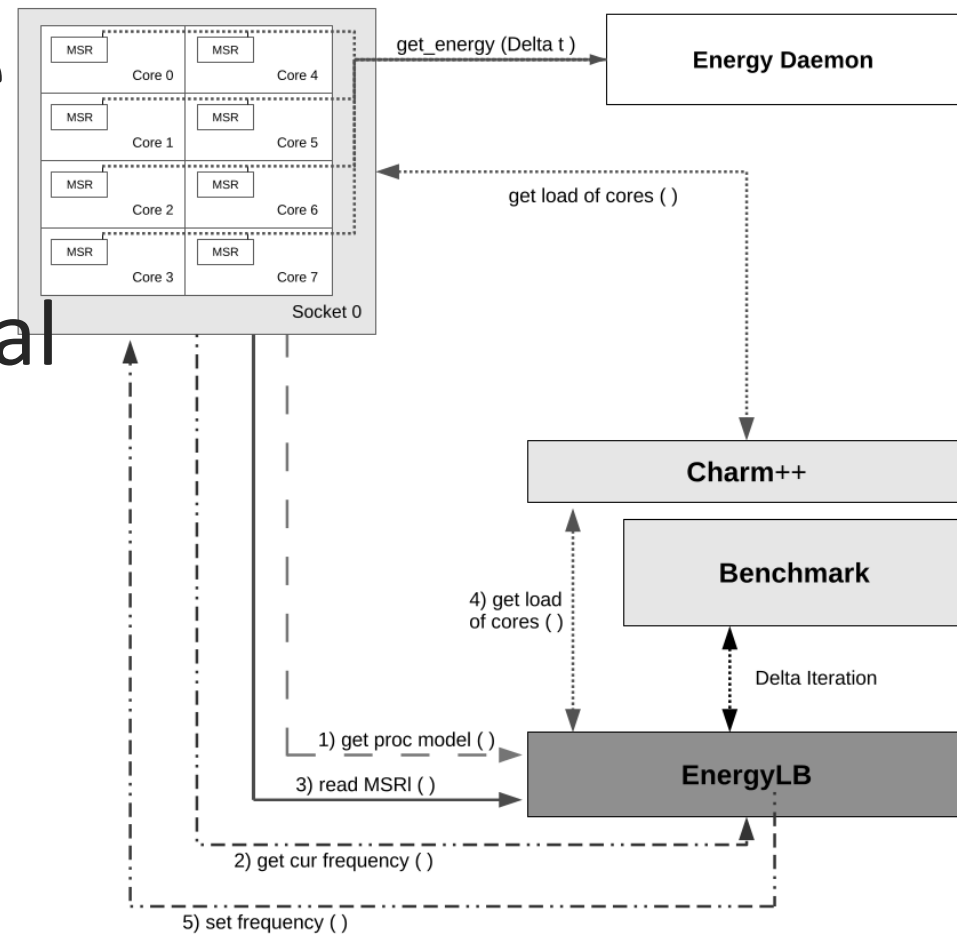 MSR
Core 0
MSR
Core 4
MSR
Core 1
MSR
Core 5
MSR
Core 2
MSR
Core 6
MSR
Core 3
MSR
Core 7
Socket 0
get_energy (Delta t )
Energy Daemon
get load of cores ( )
al
Charm++
Benchmark
4) get load
of cores ( )
Delta Iteration
1) get proc model ( )
3) read MSRl ( )
EnergyLB
2) get cur frequency ( )
5) set frequency ( )